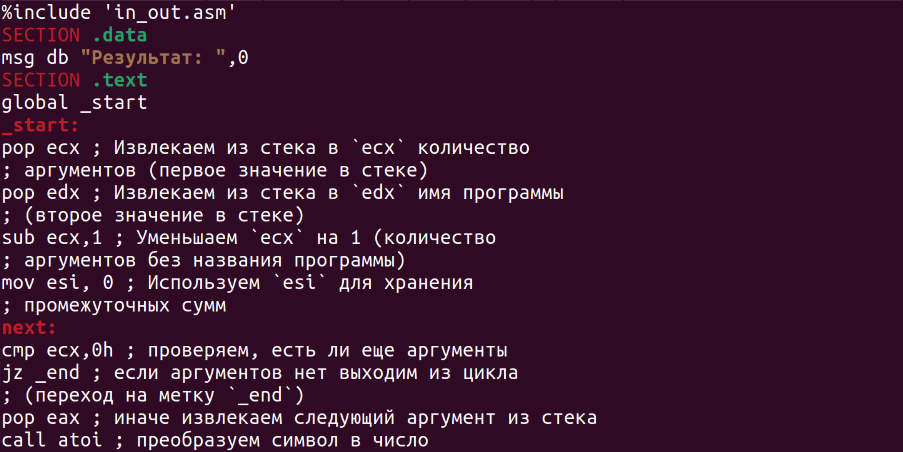 %include 'in_out.asm'
SECTION .data
msg db "Результат: ",0
SECTION .text
global _start
_start:
pop ecx ; Извлекаем из стека в `ecx` количество
; аргументов (первое значение в стеке)
pop edx ; Извлекаем из стека в `edx` имя программы
; (второе значение в стеке)
sub ecx,1 ; Уменьшаем `ecx` на 1 (количество
; аргументов без названия программы)
mov esi, 0 ; Используем `esi` для хранения
; промежуточных сумм
next:
cmp ecx,0h ; проверяем, есть ли еще аргументы
jz _end ; если аргументов нет выходим из цикла
; (переход на метку `_end`)
pop eax ; иначе извлекаем следующий аргумент из стека
call atoi ; преобразуем символ в число